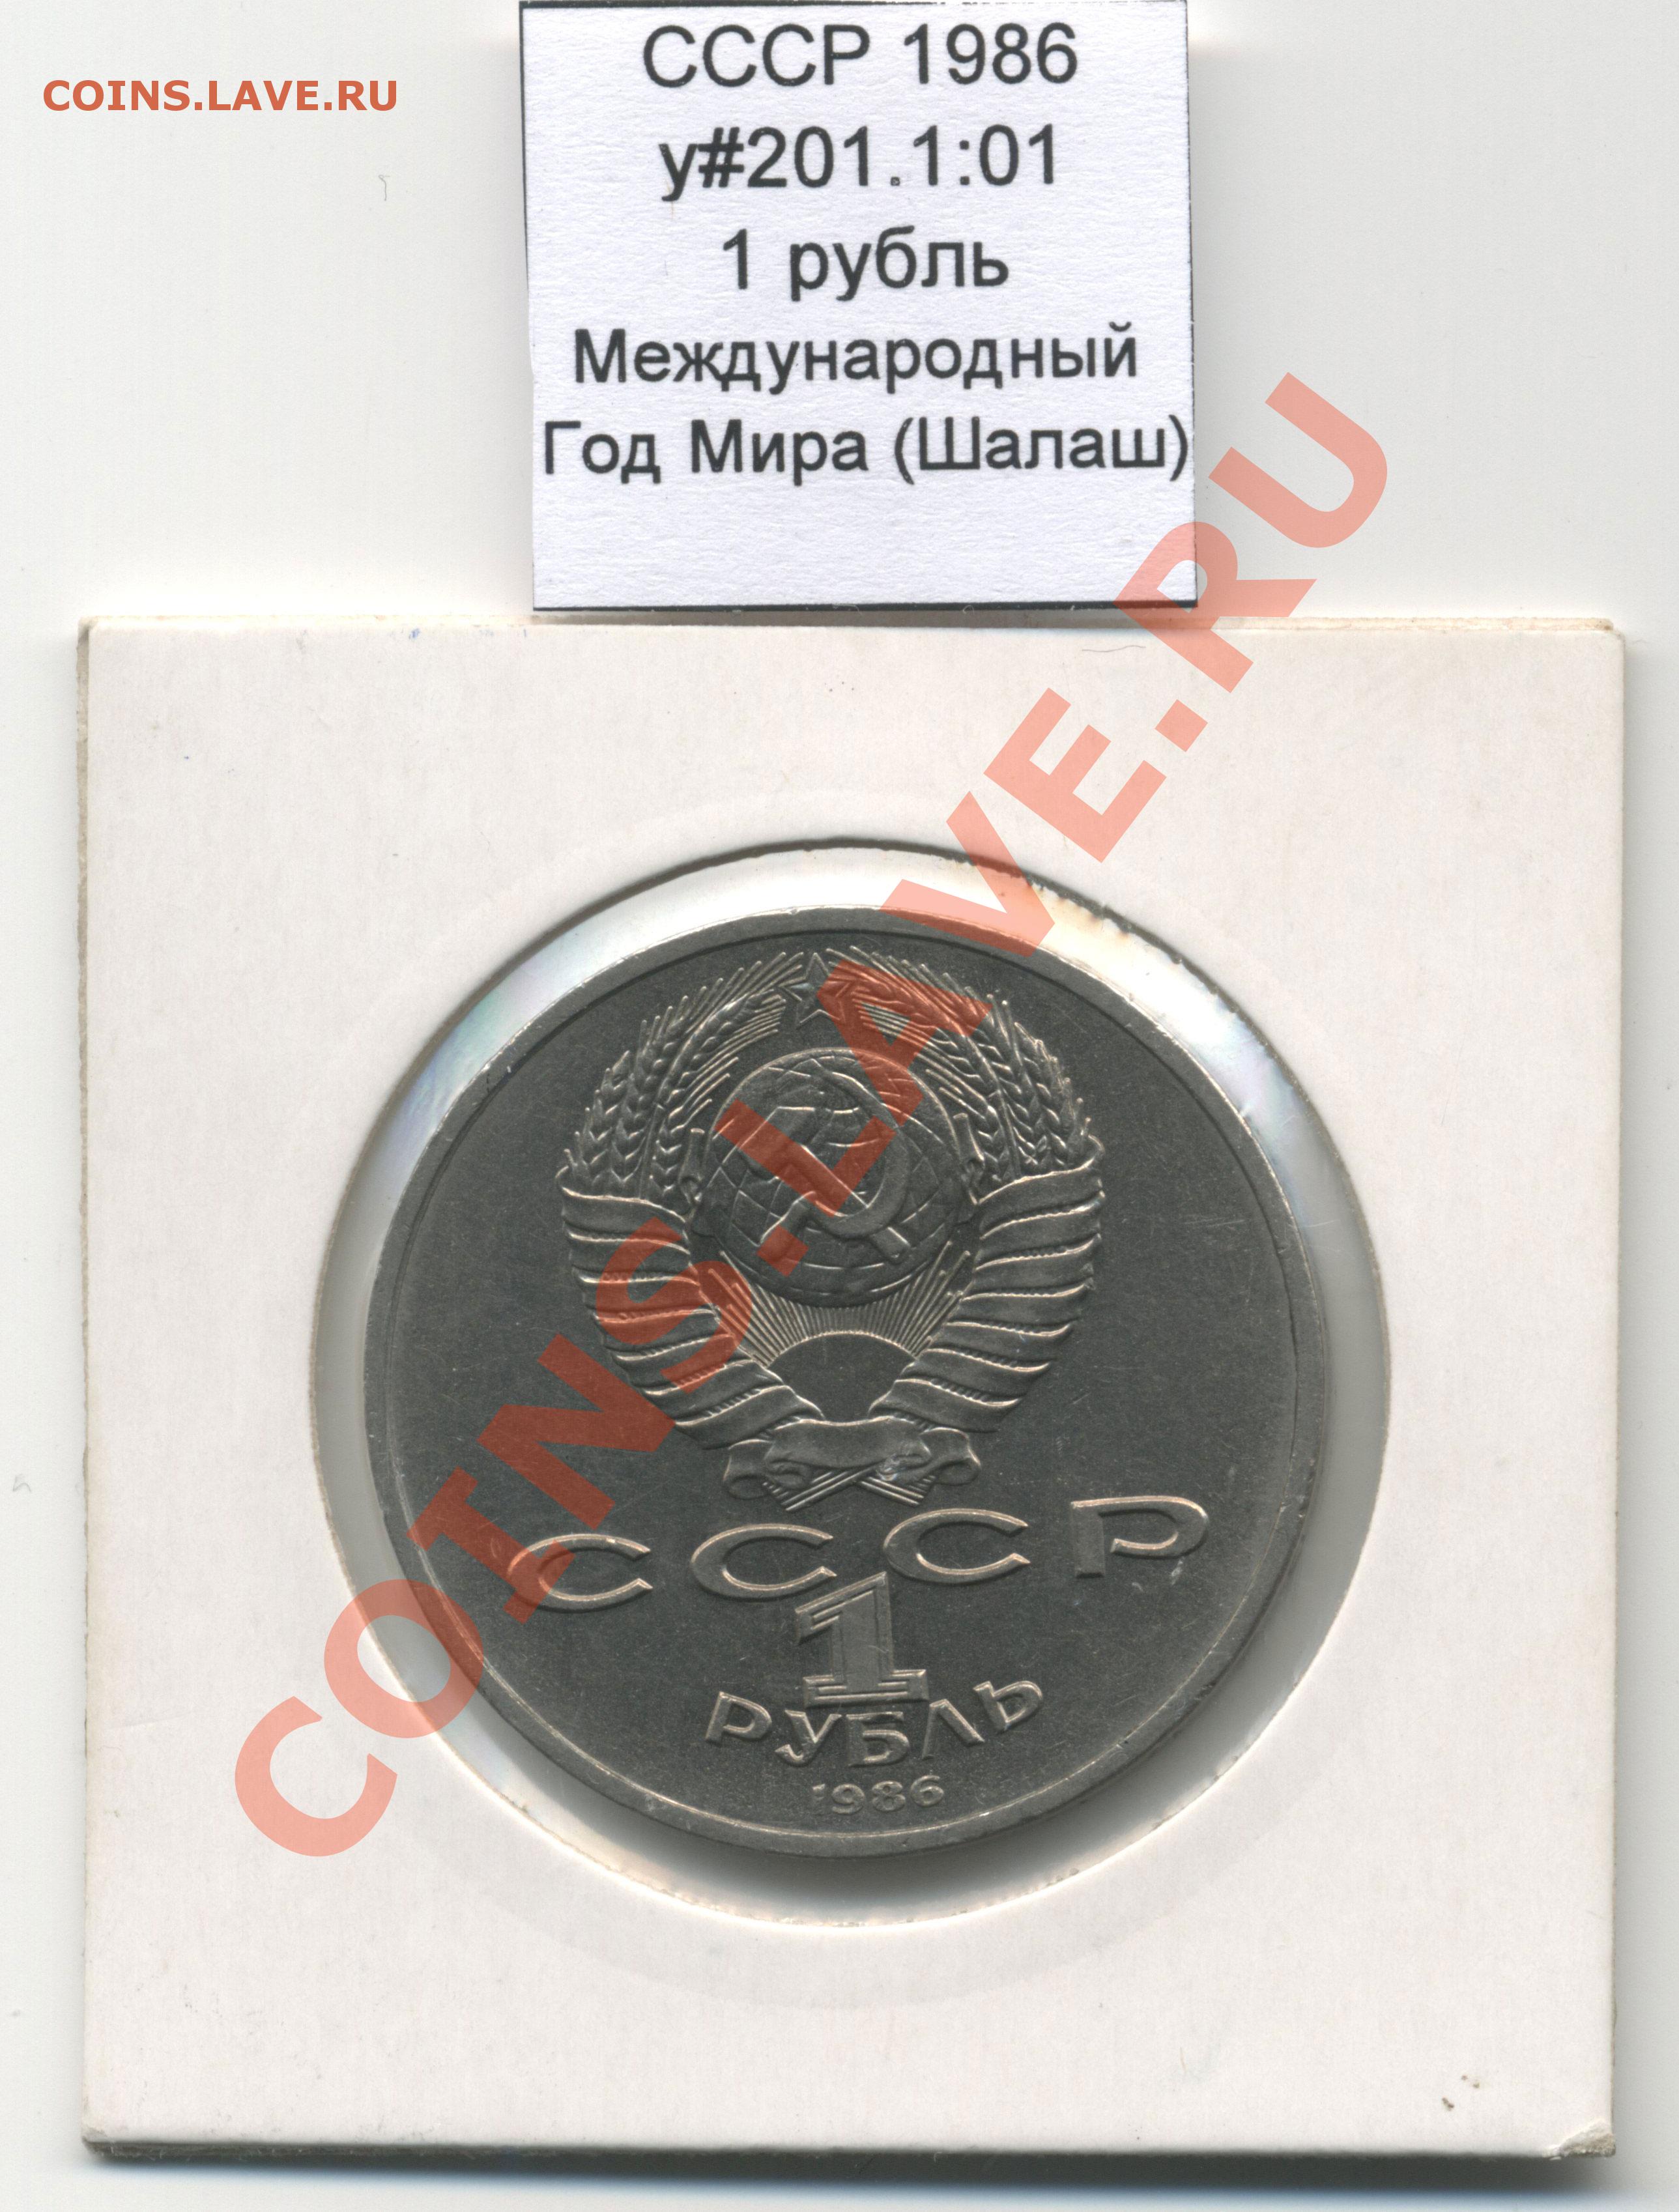 СССР 1986
COINS.LAVE.RU
y#201.1:01
1 рубль
Международный
Год Мира (Шалаш)
COINS.LAVE.RU
СССР
1
РУБЛЬ
1986